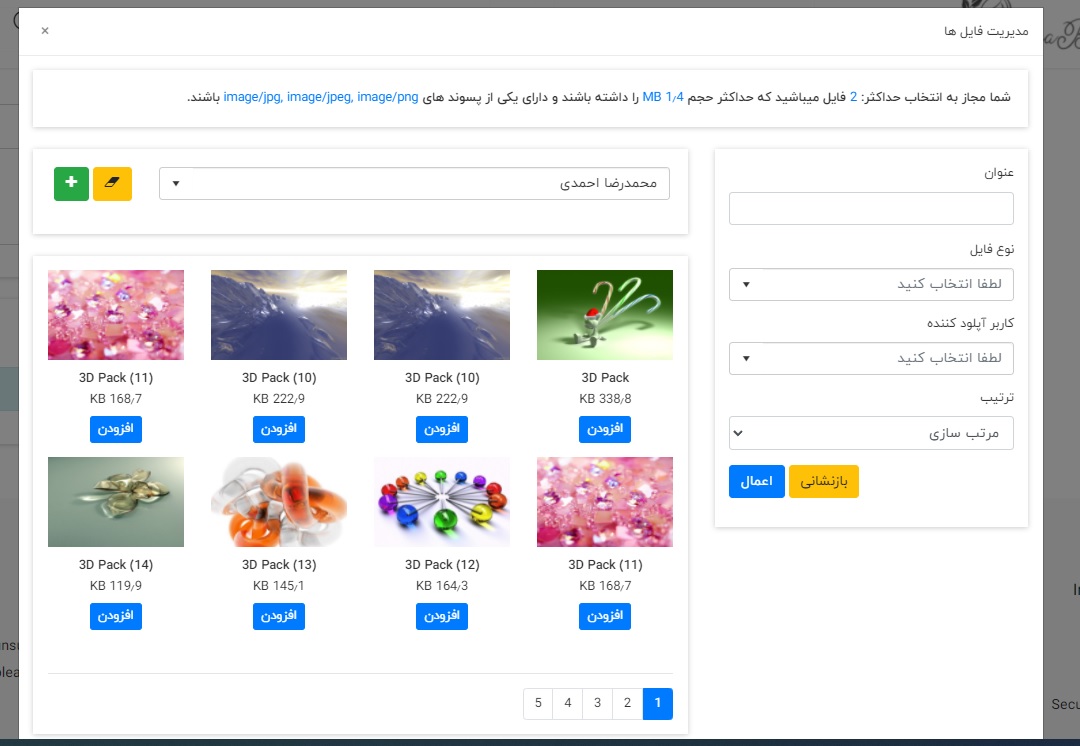 مدیریت فایل ها
×
شما مجاز به انتخاب حداکثر: 2 فایل میباشید که حداکثر حجم 1٫4 MB را داشته باشند و دارای یکی از پسوند های image/jpg, image/jpeg, image/png باشند.
عنوان
نوع فایل
لطفا انتخاب کنید
کاربر آپلود کننده
لطفا انتخاب کنید
ترتیب
مرتب سازی
بازنشانی
اعمال
محمدرضا احمدی
3D Pack
338٫8 KB
افزودن
3D Pack (10)
222٫9 KB
افزودن
3D Pack (10)
222٫9 KB
افزودن
3D Pack (11)
168٫7 KB
افزودن
3D Pack (11)
168٫7 KB
افزودن
3D Pack (12)
164٫3 KB
افزودن
3D Pack (13)
145٫1 KB
افزودن
3D Pack (14)
119٫9 KB
افزودن
1 2 3 4 5